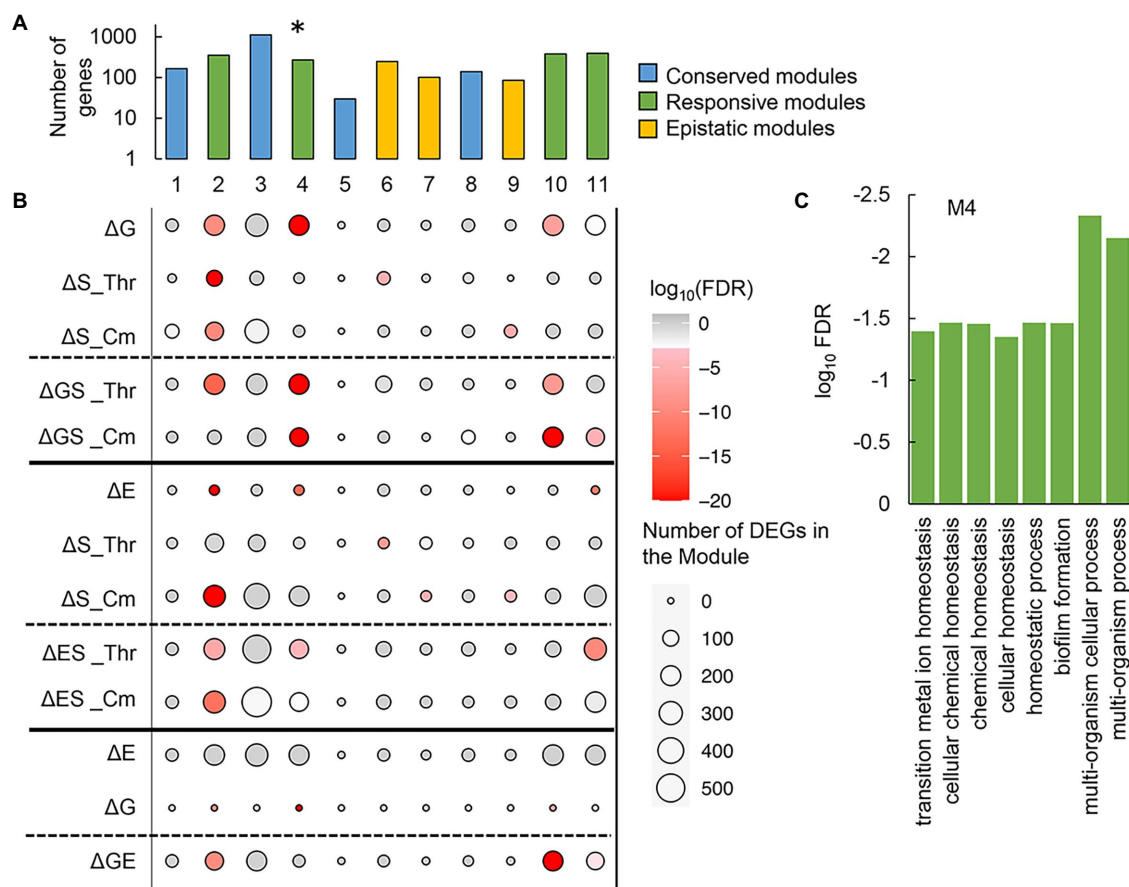 A
Number of
genes
1000
100
10
1
*
Conserved modules
Responsive modules
Epistatic modules
1 2 3 4 5 6 7 8 9 10 11
B
ΔG
ΔS_Thr
ΔS_Cm
ΔGS _Thr
ΔGS _Cm
ΔE
ΔS_Thr
ΔS_Cm
ΔES _Thr
ΔES _Cm
ΔE
ΔG
ΔGE
log10(FDR)
0
−5
−10
−15
−20
Number of DEGs in
the Module
0
100
200
300
400
500
C
M4
log10 FDR
-2.5
-2
-1.5
-1
-0.5
0
transition metal ion homeostasis
cellular chemical homeostasis
chemical homeostasis
cellular homeostasis
homeostatic process
biofilm formation
multi-organism cellular process
multi-organism process